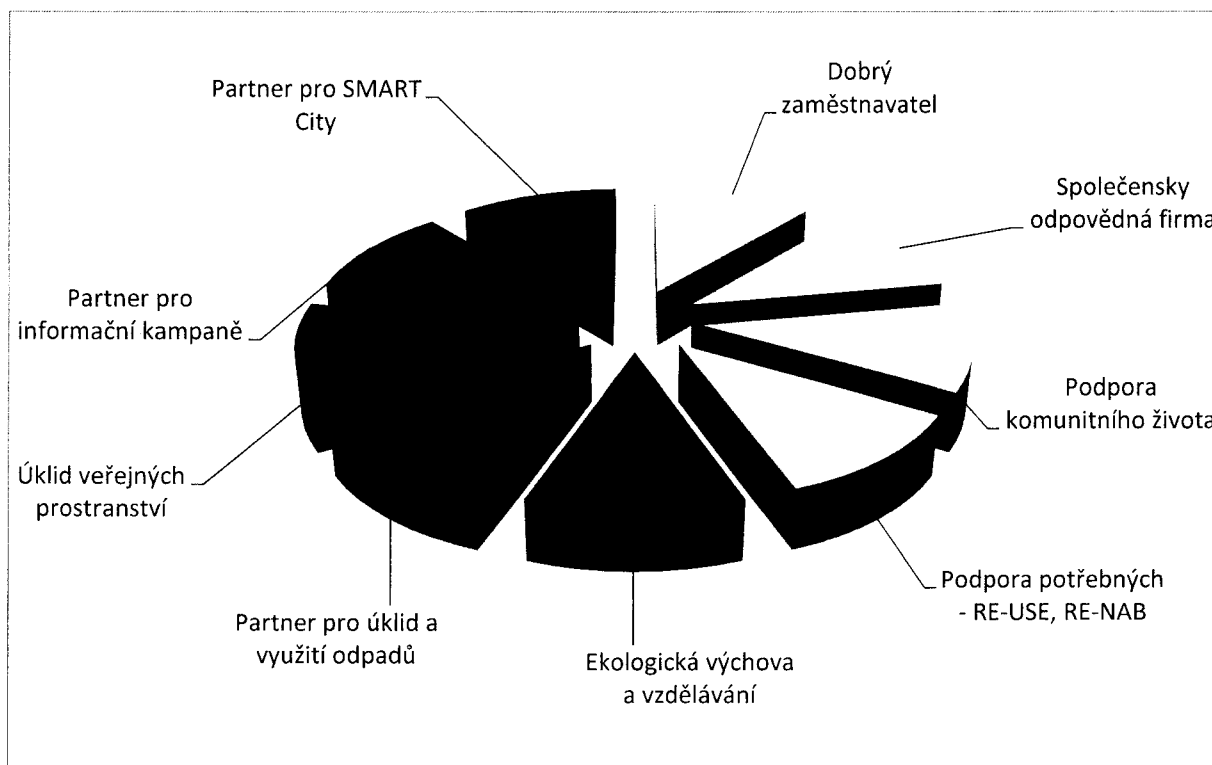 Partner pro SMART
City
Dobrý
zaměstnavatel
Společensky
odpovědná firma
Partner pro
informační kampaně
Podpora
komunitního života
Úklid veřejných
prostranství
Podpora potřebných
- RE-USE, RE-NAB
Partner pro úklid a
využití odpadů
Ekologická výchova
a vzdělávání